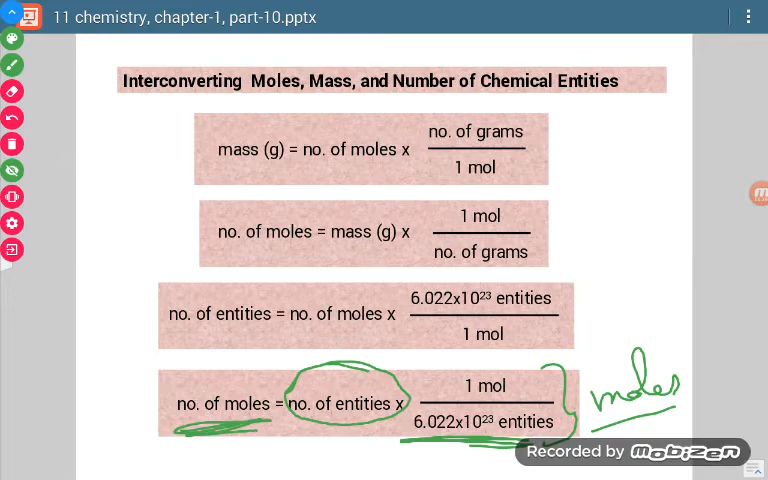 11 chemistry, chapter-1, part-10.pptx
Interconverting Moles, Mass, and Number of Chemical Entities
mass (g) = no. of moles x no. of grams
1 mol
no. of moles = mass (g) x 1 mol
no. of grams
no. of entities = no. of moles x 6.022x10²³ entities
1 mol
no. of moles = no. of entities x 1 mol
6.022x10²³ entities
moles
Recorded by mobizen